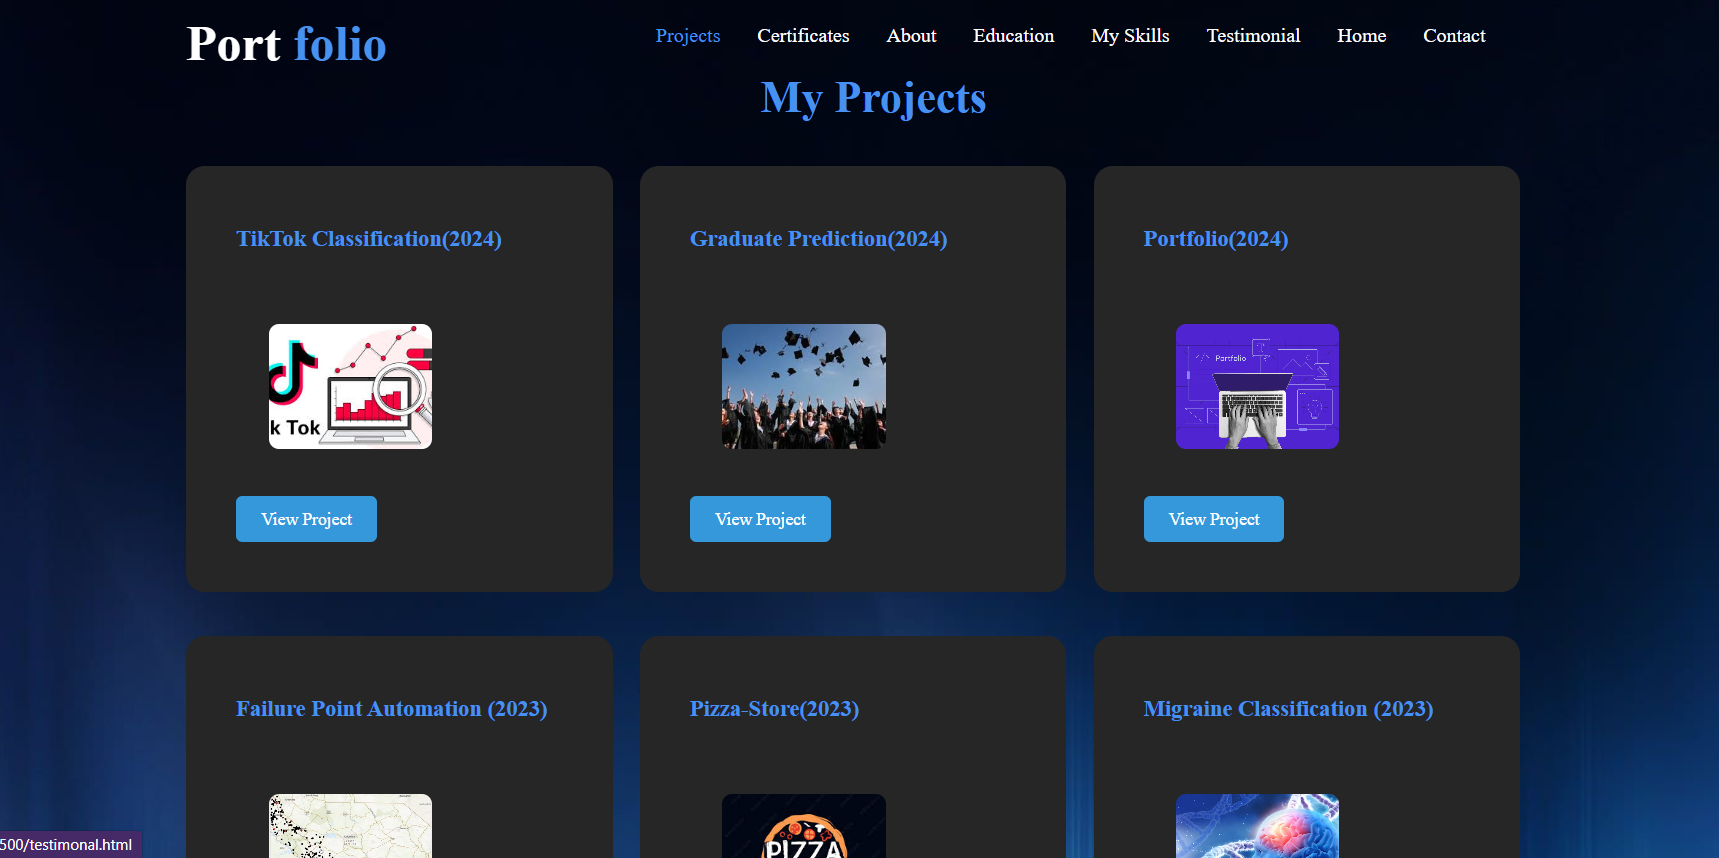 Port folio
Projects Certificates About Education My Skills Testimonial Home Contact
My Projects
TikTok Classification(2024)
Graduate Prediction(2024)
Portfolio(2024)
k Tok
Portfolio
View Project
View Project
View Project
Failure Point Automation (2023)
Pizza-Store(2023)
Migraine Classification (2023)
PIZZA
500/testimonal.html